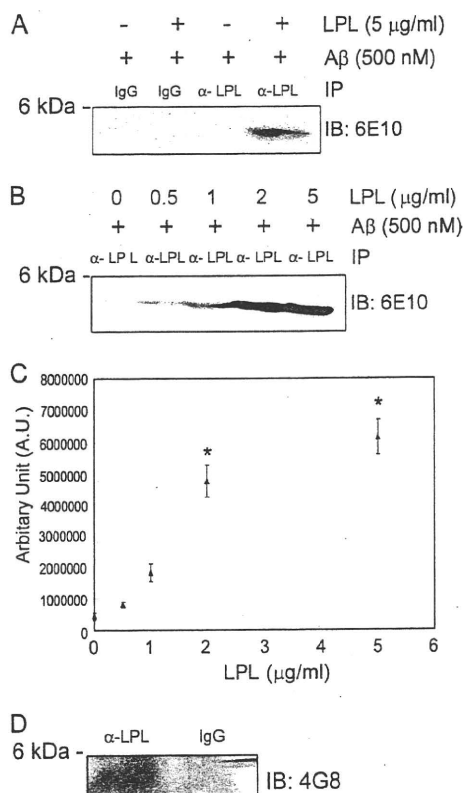 A
- + - + LPL (5 µg/ml)
+ + + + Aβ (500 nM)
IgG IgG α- LPL α-LPL IP
6 kDa -
IB: 6E10
B
0 0.5 1 2 5 LPL (µg/ml)
+ + + + + Aβ (500 nM)
α- LP L α-LPL α- LPL α-LPL α- LPL IP
6 kDa -
IB: 6E10
C
Arbitary Unit (A.U.)
8000000
7000000
6000000
5000000
4000000
3000000
2000000
1000000
0
* *
0 1 2 3 4 5 6
LPL (µg/ml)
D
α-LPL IgG
6 kDa -
IB: 4G8